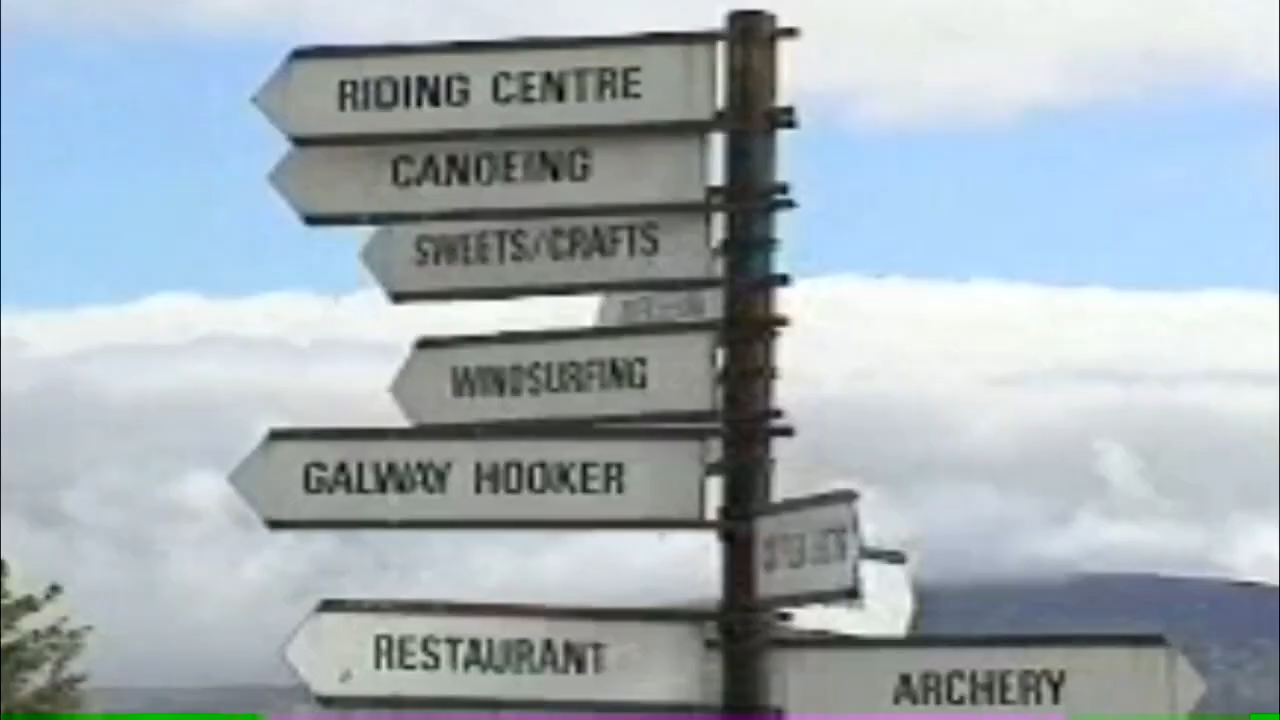 RIDING CENTRE
CANOEING
SWEETS/CRAFTS
WINDSURFING
GALWAY HOOKER
RESTAURANT
ARCHERY